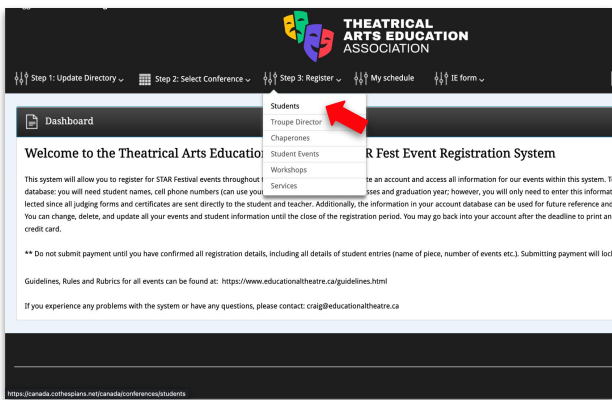 THEATRICAL
ARTS EDUCATION
ASSOCIATION
Step 1: Update Directory
Step 2: Select Conference
Step 3: Register
My schedule
IE form
Students
Troupe Director
Chaperones
Student Events
Workshops
Services
Dashboard
Welcome to the Theatrical Arts Education R Fest Event Registration System
This system will allow you to register for STAR Festival events throughout t te an account and access all information for our events within this system. T
database: you will need student names, cell phone numbers (can use your sses and graduation year; however, you will only need to enter this informat
lected since all judging forms and certificates are sent directly to the student and teacher. Additionally, the information in your account database can be used for future reference and
You can change, delete, and update all your events and student information until the close of the registration period. You may go back into your account after the deadline to print an
credit card.
** Do not submit payment until you have confirmed all registration details, including all details of student entries (name of piece, number of events etc.). Submitting payment will loc
Guidelines, Rules and Rubrics for all events can be found at: https://www.educationaltheatre.ca/guidelines.html
If you experience any problems with the system or have any questions, please contact: craig@educationaltheatre.ca
https://canada.cothespians.net/canada/conferences/students